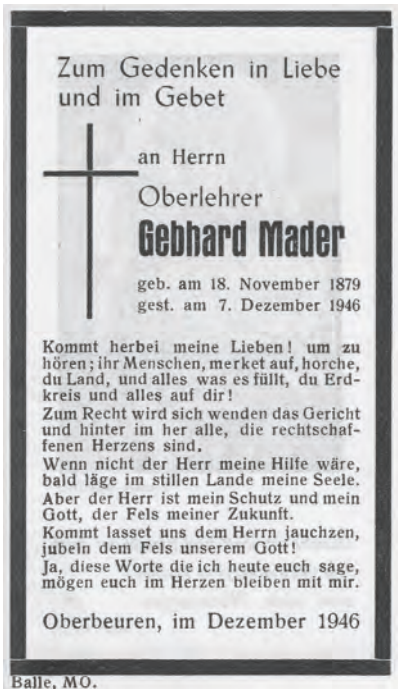 Zum Gedenken in Liebe
und im Gebet
an Herrn
Oberlehrer
Gebhard Mader
geb. am 18. November 1879
gest. am 7. Dezember 1946
Kommt herbei meine Lieben! um zu
hören; ihr Menschen, merket auf, horche,
du Land, und alles was es füllt, du Erd-
kreis und alles auf dir!
Zum Recht wird sich wenden das Gericht
und hinter im her alle, die rechtschaf-
fenen Herzens sind.
Wenn nicht der Herr meine Hilfe wäre,
bald läge im stillen Lande meine Seele.
Aber der Herr ist mein Schutz und mein
Gott, der Fels meiner Zukunft.
Kommt lasset uns dem Herrn jauchzen,
jubeln dem Fels unserem Gott!
Ja, diese Worte die ich heute euch sage,
mögen euch im Herzen bleiben mit mir.
Oberbeuren, im Dezember 1946
Balle, MO.